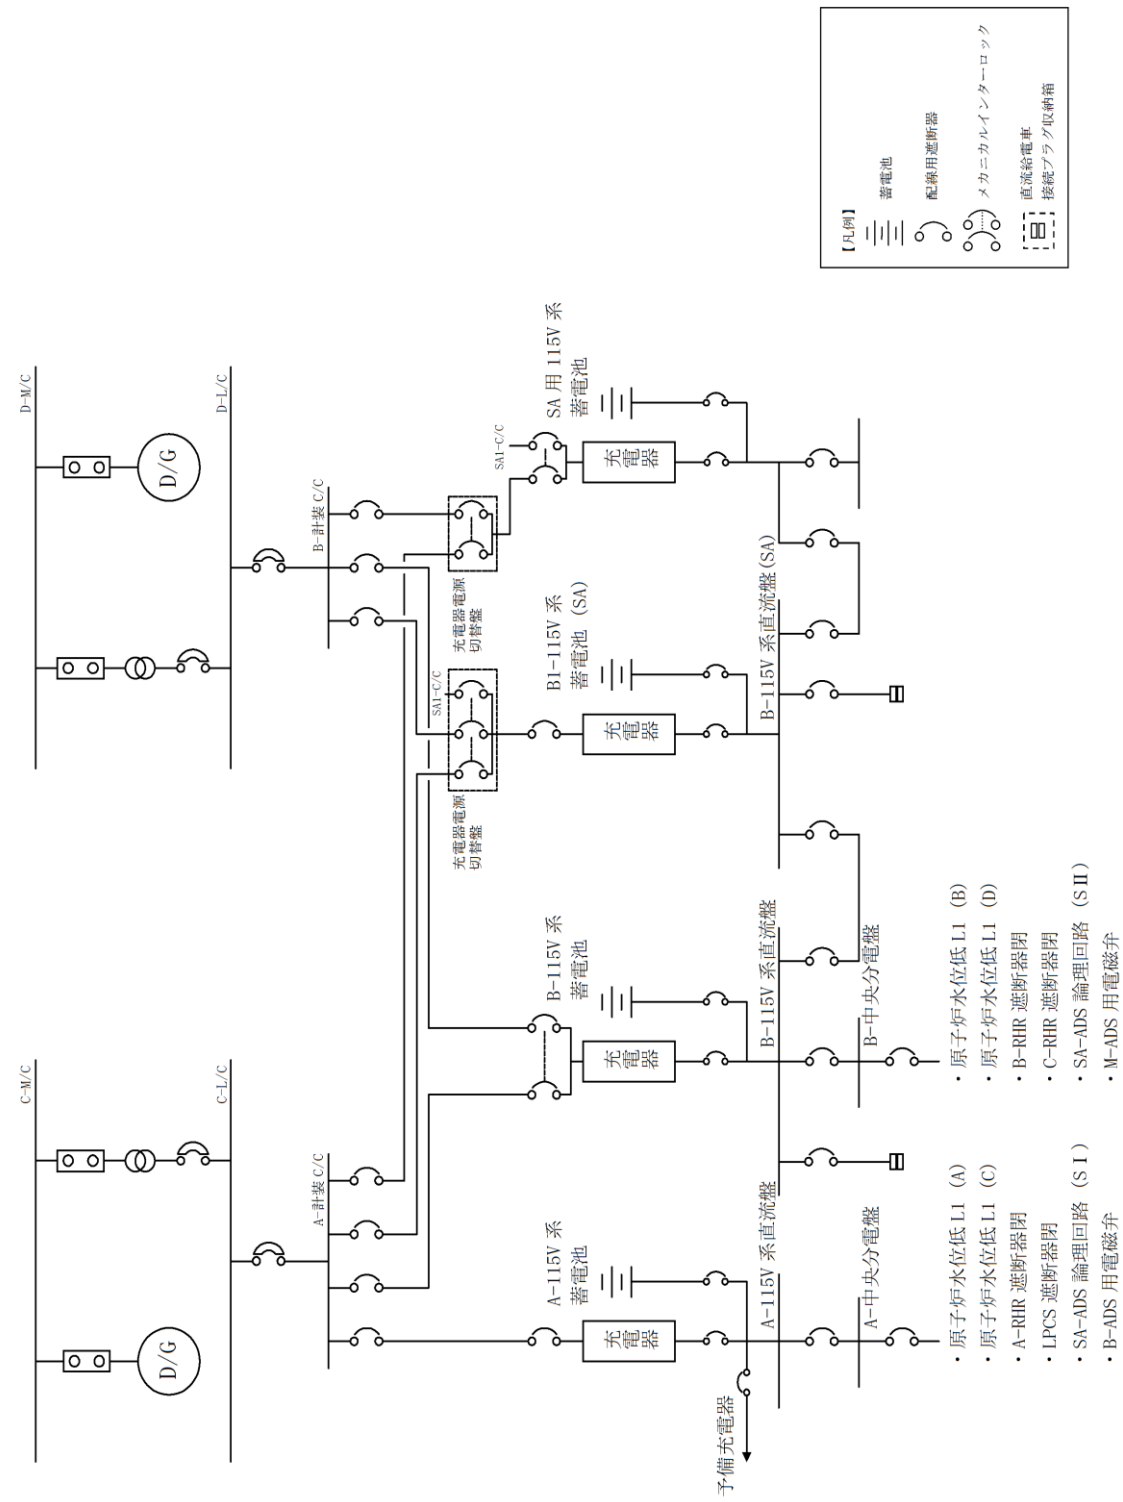 D-M/C
D/G
D-L/C
B-計装 C/C
SA1-C/C
SA 用 115V 系
蓄電池
充電器
充電器電源
切替盤
SA1-C/C
充電器電源
切替盤
B1-115V 系
蓄電池 (SA)
充電器
B-115V 系直流盤(SA)
C-M/C
D/G
C-L/C
A-計装 C/C
B-115V 系
蓄電池
充電器
B-115V 系直流盤
B-中央分電盤
・原子炉水位低 L1 (B)
・原子炉水位低 L1 (D)
・B-RHR 遮断器閉
・C-RHR 遮断器閉
・SA-ADS 論理回路 (SⅡ)
・M-ADS 用電磁弁
A-115V 系
蓄電池
充電器
A-115V 系直流盤
予備充電器
A-中央分電盤
・原子炉水位低 L1 (A)
・原子炉水位低 L1 (C)
・A-RHR 遮断器閉
・LPCS 遮断器閉
・SA-ADS 論理回路 (SⅠ)
・B-ADS 用電磁弁
【凡例】
蓄電池
配線用遮断器
メカニカルインターロック
直流給電車
接続プラグ収納箱